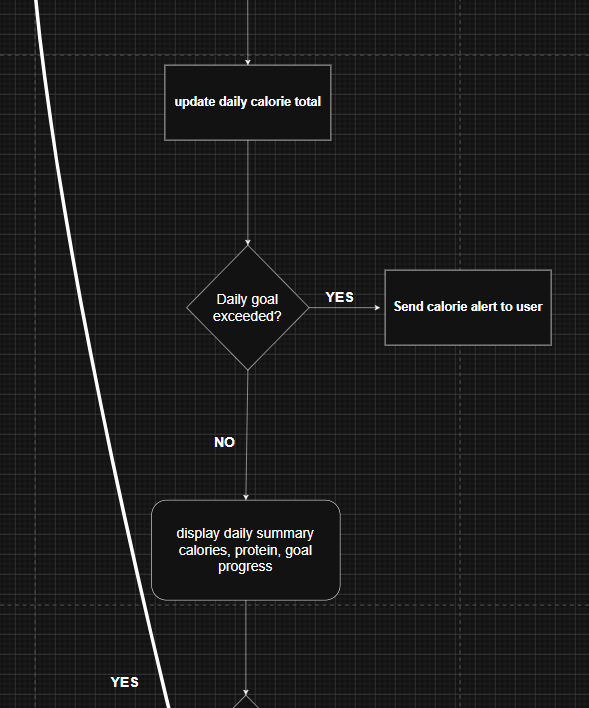 update daily calorie total
Daily goal
exceeded?
YES
Send calorie alert to user
NO
display daily summary
calories, protein, goal
progress
YES